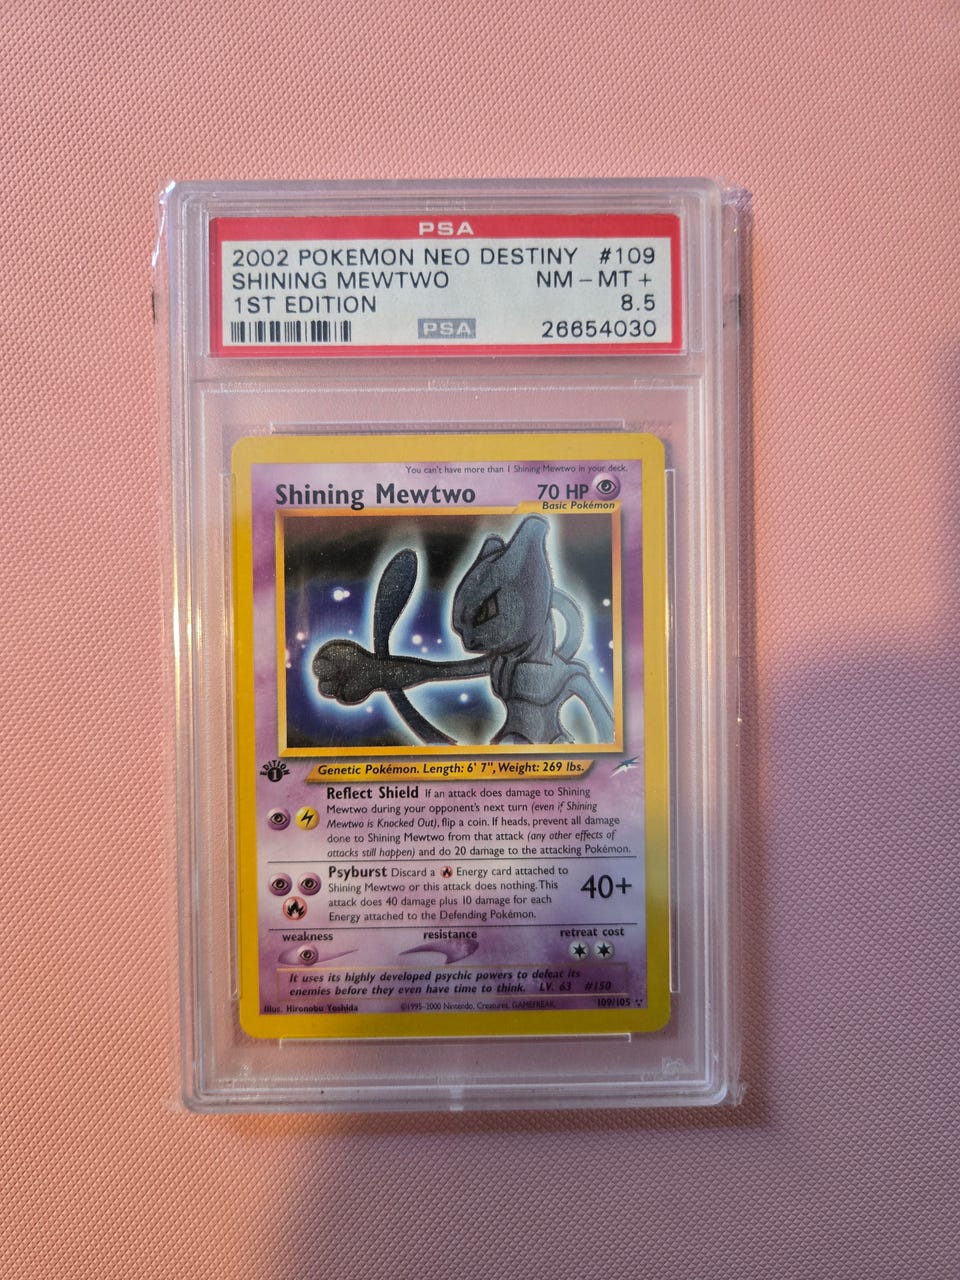 PSA
2002 POKEMON NEO DESTINY #109
SHINING MEWTWO NM - MT +
1ST EDITION 8.5
PSA 26654030
You can't have more than 1 Shining Mewtwo in your deck.
Shining Mewtwo 70 HP
Basic Pokémon
EDITION
1
Genetic Pokémon. Length: 6' 7", Weight: 269 lbs.
Reflect Shield If an attack does damage to Shining
Mewtwo during your opponent's next turn (even if Shining
Mewtwo is Knocked Out), flip a coin. If heads, prevent all damage
done to Shining Mewtwo from that attack (any other effects of
attacks still happen) and do 20 damage to the attacking Pokémon.
Psyburst Discard a Energy card attached to
Shining Mewtwo or this attack does nothing. This
attack does 40 damage plus 10 damage for each
Energy attached to the Defending Pokémon.
40+
weakness resistance retreat cost
It uses its highly developed psychic powers to defeat its
enemies before they even have time to think. LV. 63 #150
Illus. Hironobu Yoshida ©1995-2000 Nintendo, Creatures, GAMEFREAK. 109/105